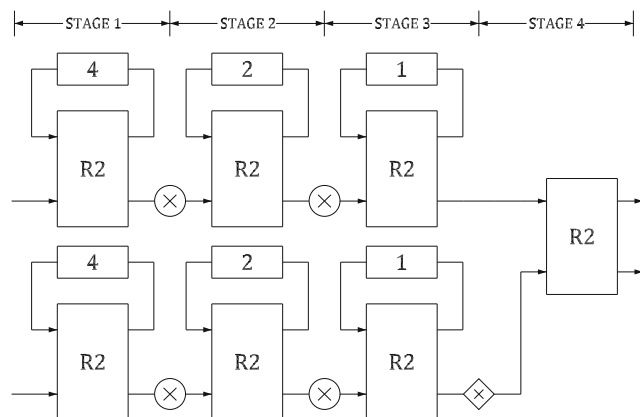 STAGE 1 STAGE 2 STAGE 3 STAGE 4
4 2 1
R2 R2 R2
R2
4 2 1
R2 R2 R2